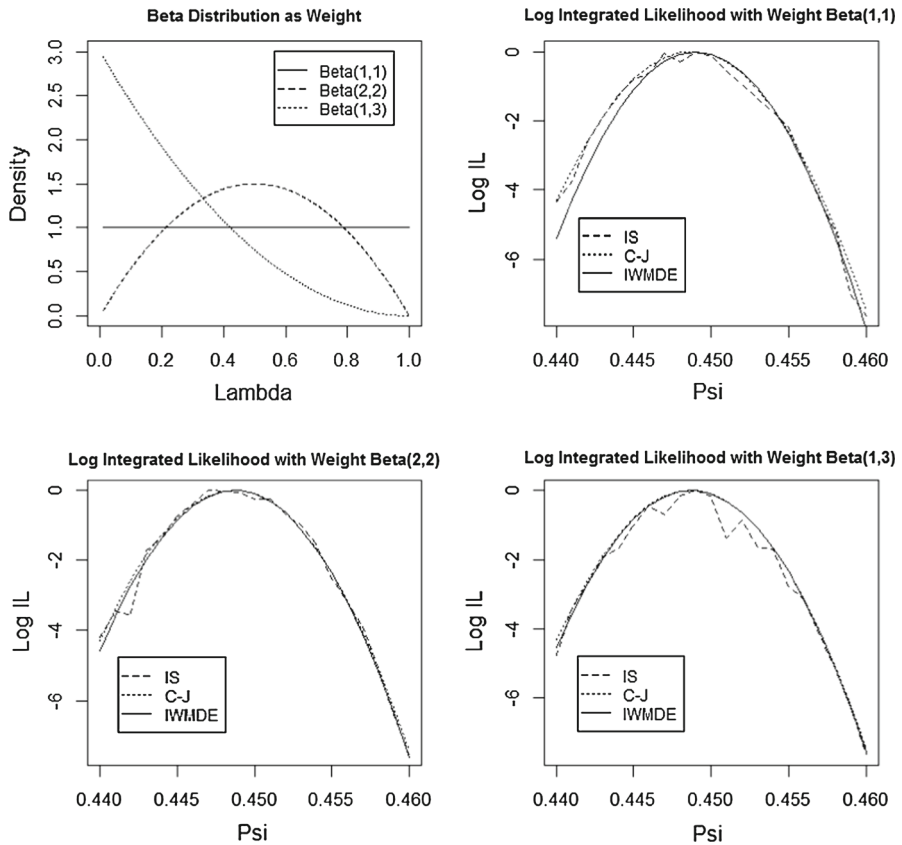 Beta Distribution as Weight
Density
3.0
2.5
2.0
1.5
1.0
0.5
0.0
Beta(1,1)
Beta(2,2)
Beta(1,3)
0.0 0.2 0.4 0.6 0.8 1.0
Lambda
Log Integrated Likelihood with Weight Beta(1,1)
Log IL
0
-2
-4
-6
IS
C-J
IWMDE
0.440 0.445 0.450 0.455 0.460
Psi
Log Integrated Likelihood with Weight Beta(2,2)
Log IL
0
-2
-4
-6
IS
C-J
IWMDE
0.440 0.445 0.450 0.455 0.460
Psi
Log Integrated Likelihood with Weight Beta(1,3)
Log IL
0
-2
-4
-6
IS
C-J
IWMDE
0.440 0.445 0.450 0.455 0.460
Psi